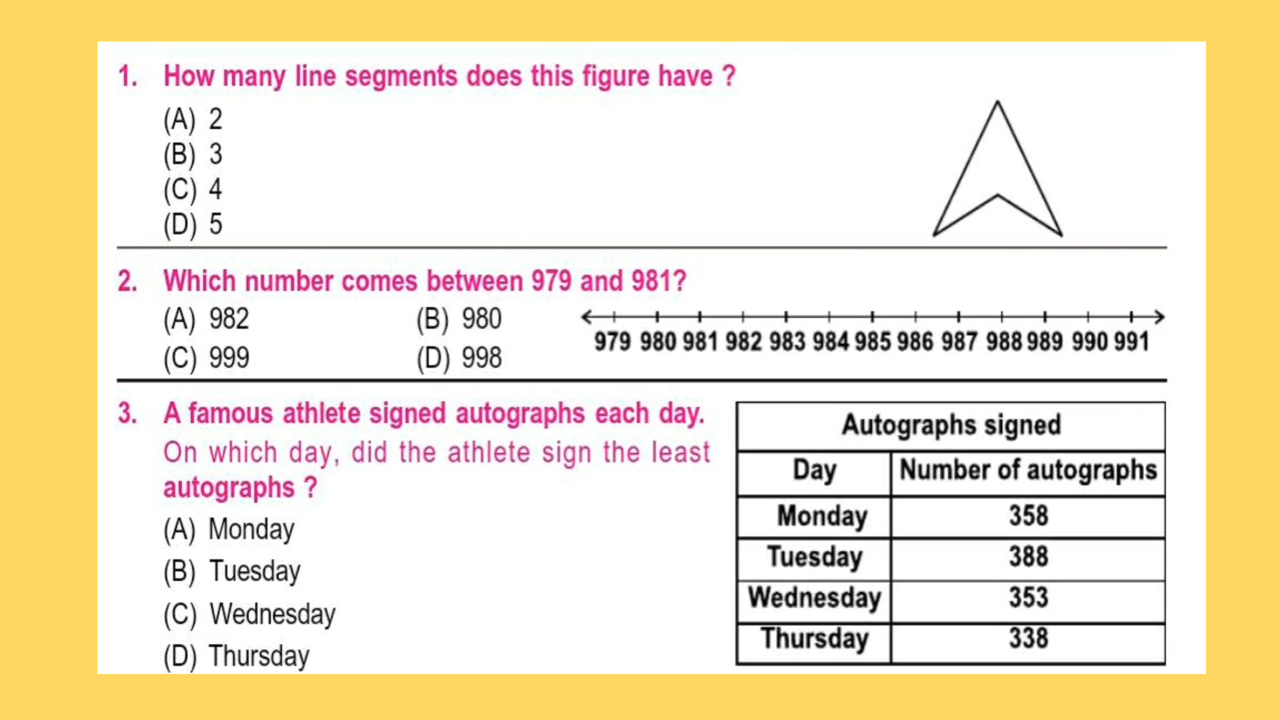 1. How many line segments does this figure have ?
(A) 2
(B) 3
(C) 4
(D) 5
2. Which number comes between 979 and 981?
(A) 982 (B) 980
(C) 999 (D) 998
979 980 981 982 983 984 985 986 987 988 989 990 991
3. A famous athlete signed autographs each day.
On which day, did the athlete sign the least
autographs ?
(A) Monday
(B) Tuesday
(C) Wednesday
(D) Thursday
Autographs signed
Day Number of autographs
Monday 358
Tuesday 388
Wednesday 353
Thursday 338